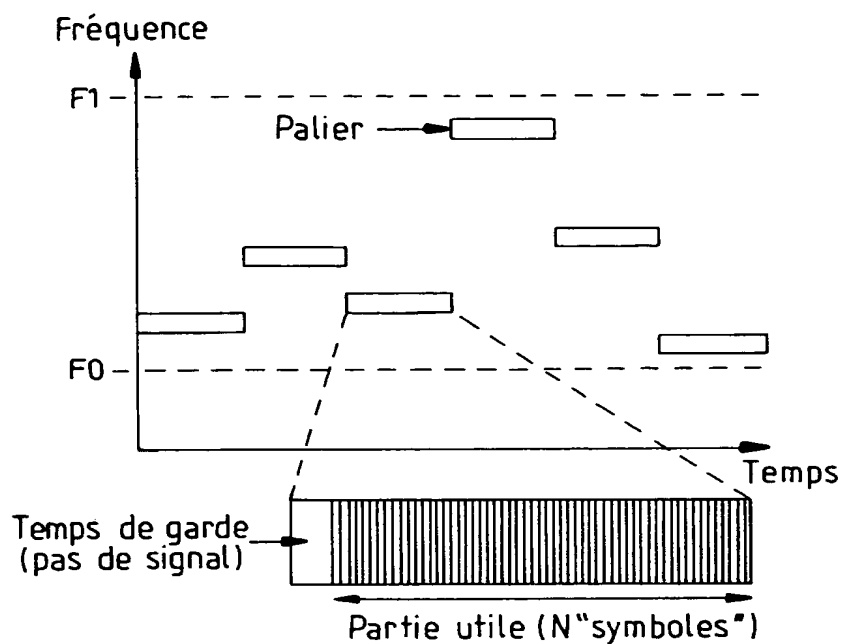 Fréquence
F1
Palier
F0
Temps
Temps de garde
(pas de signal)
Partie utile (N "symboles")